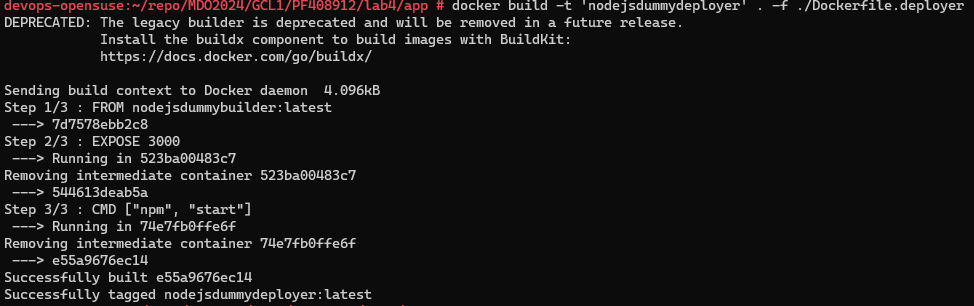 devops-opensuse:~/repo/MDO2024/GCL1/PF408912/lab4/app # docker build -t 'nodejsdummydeployer' . -f ./Dockerfile.deployer
DEPRECATED: The legacy builder is deprecated and will be removed in a future release.
            Install the buildx component to build images with BuildKit:
            https://docs.docker.com/go/buildx/

Sending build context to Docker daemon  4.096kB
Step 1/3 : FROM nodejsdummybuilder:latest
 ---> 7d7578ebb2c8
Step 2/3 : EXPOSE 3000
 ---> Running in 523ba00483c7
Removing intermediate container 523ba00483c7
 ---> 544613deab5a
Step 3/3 : CMD ["npm", "start"]
 ---> Running in 74e7fb0ffe6f
Removing intermediate container 74e7fb0ffe6f
 ---> e55a9676ec14
Successfully built e55a9676ec14
Successfully tagged nodejsdummydeployer:latest